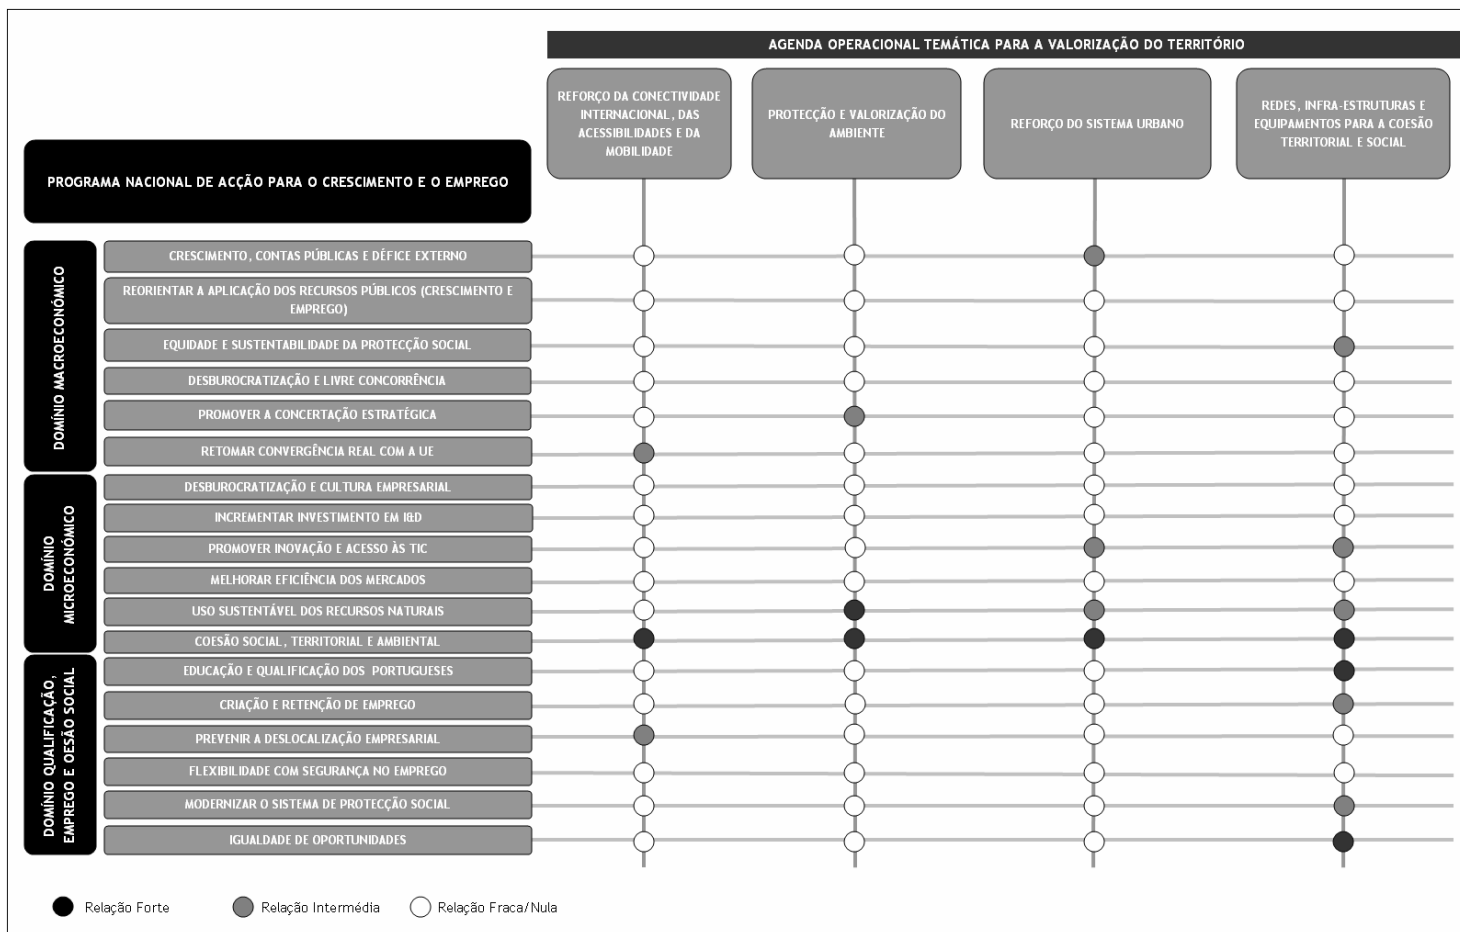 AGENDA OPERACIONAL TEMÁTICA PARA A VALORIZAÇÃO DO TERRITÓRIO
REFORÇO DA CONECTIVIDADE
INTERNACIONAL, DAS
ACESSIBILIDADES E DA
MOBILIDADE
PROTECÇÃO E VALORIZAÇÃO DO
AMBIENTE
REFORÇO DO SISTEMA URBANO
REDES, INFRA-ESTRUTURAS E
EQUIPAMENTOS PARA A COESÃO
TERRITORIAL E SOCIAL
PROGRAMA NACIONAL DE ACÇÃO PARA O CRESCIMENTO E O EMPREGO
DOMÍNIO MACROECONÓMICO
CRESCIMENTO, CONTAS PÚBLICAS E DÉFICE EXTERNO
REORIENTAR A APLICAÇÃO DOS RECURSOS PÚBLICOS (CRESCIMENTO E
EMPREGO)
EQUIDADE E SUSTENTABILIDADE DA PROTECÇÃO SOCIAL
DESBUROCRATIZAÇÃO E LIVRE CONCORRÊNCIA
PROMOVER A CONCERTAÇÃO ESTRATÉGICA
RETOMAR CONVERGÊNCIA REAL COM A UE
DOMÍNIO
MICROECONÓMICO
DESBUROCRATIZAÇÃO E CULTURA EMPRESARIAL
INCREMENTAR INVESTIMENTO EM I&D
PROMOVER INOVAÇÃO E ACESSO ÀS TIC
MELHORAR EFICIÊNCIA DOS MERCADOS
USO SUSTENTÁVEL DOS RECURSOS NATURAIS
COESÃO SOCIAL, TERRITORIAL E AMBIENTAL
DOMÍNIO QUALIFICAÇÃO,
EMPREGO E OESÃO SOCIAL
EDUCAÇÃO E QUALIFICAÇÃO DOS PORTUGUESES
CRIAÇÃO E RETENÇÃO DE EMPREGO
PREVENIR A DESLOCALIZAÇÃO EMPRESARIAL
FLEXIBILIDADE COM SEGURANÇA NO EMPREGO
MODERNIZAR O SISTEMA DE PROTECÇÃO SOCIAL
IGUALDADE DE OPORTUNIDADES
Relação Forte
Relação Intermédia
Relação Fraca/Nula